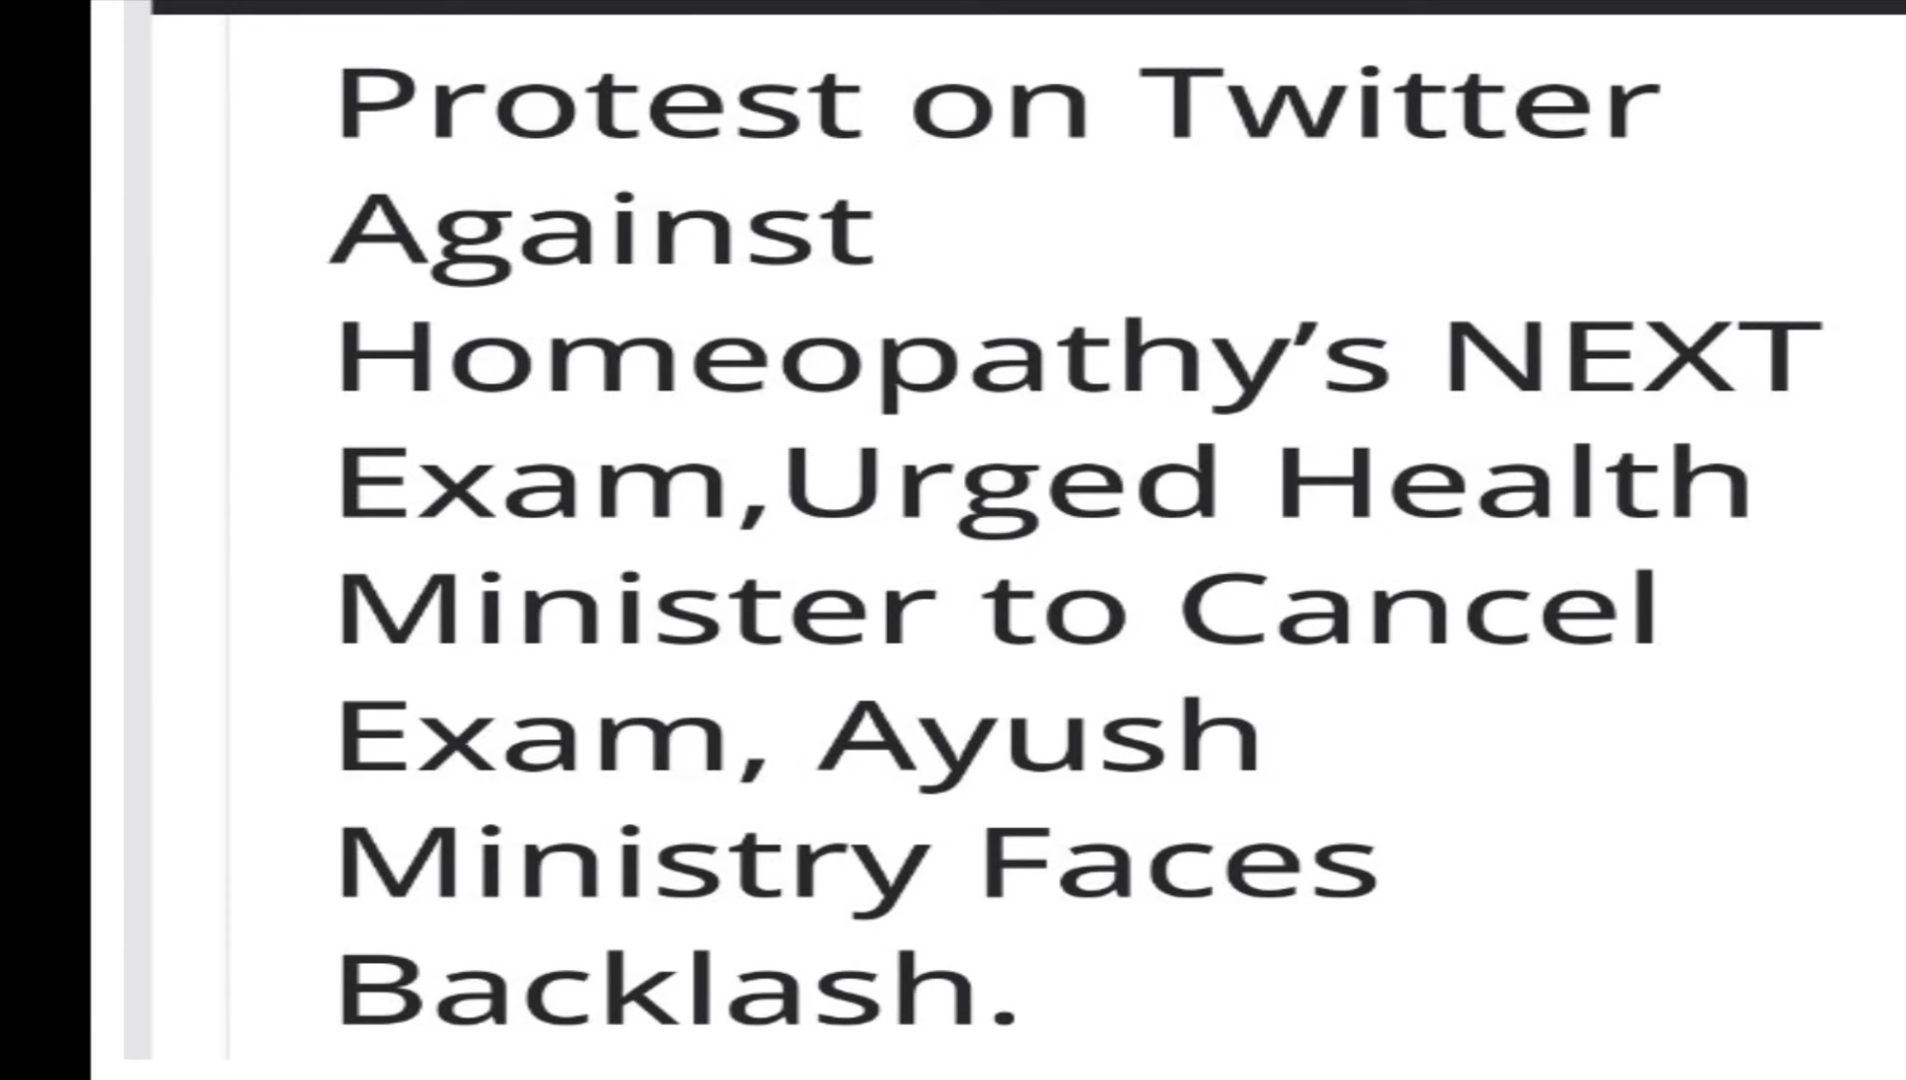 Protest on Twitter
Against
Homeopathy’s NEXT
Exam,Urged Health
Minister to Cancel
Exam, Ayush
Ministry Faces
Backlash.